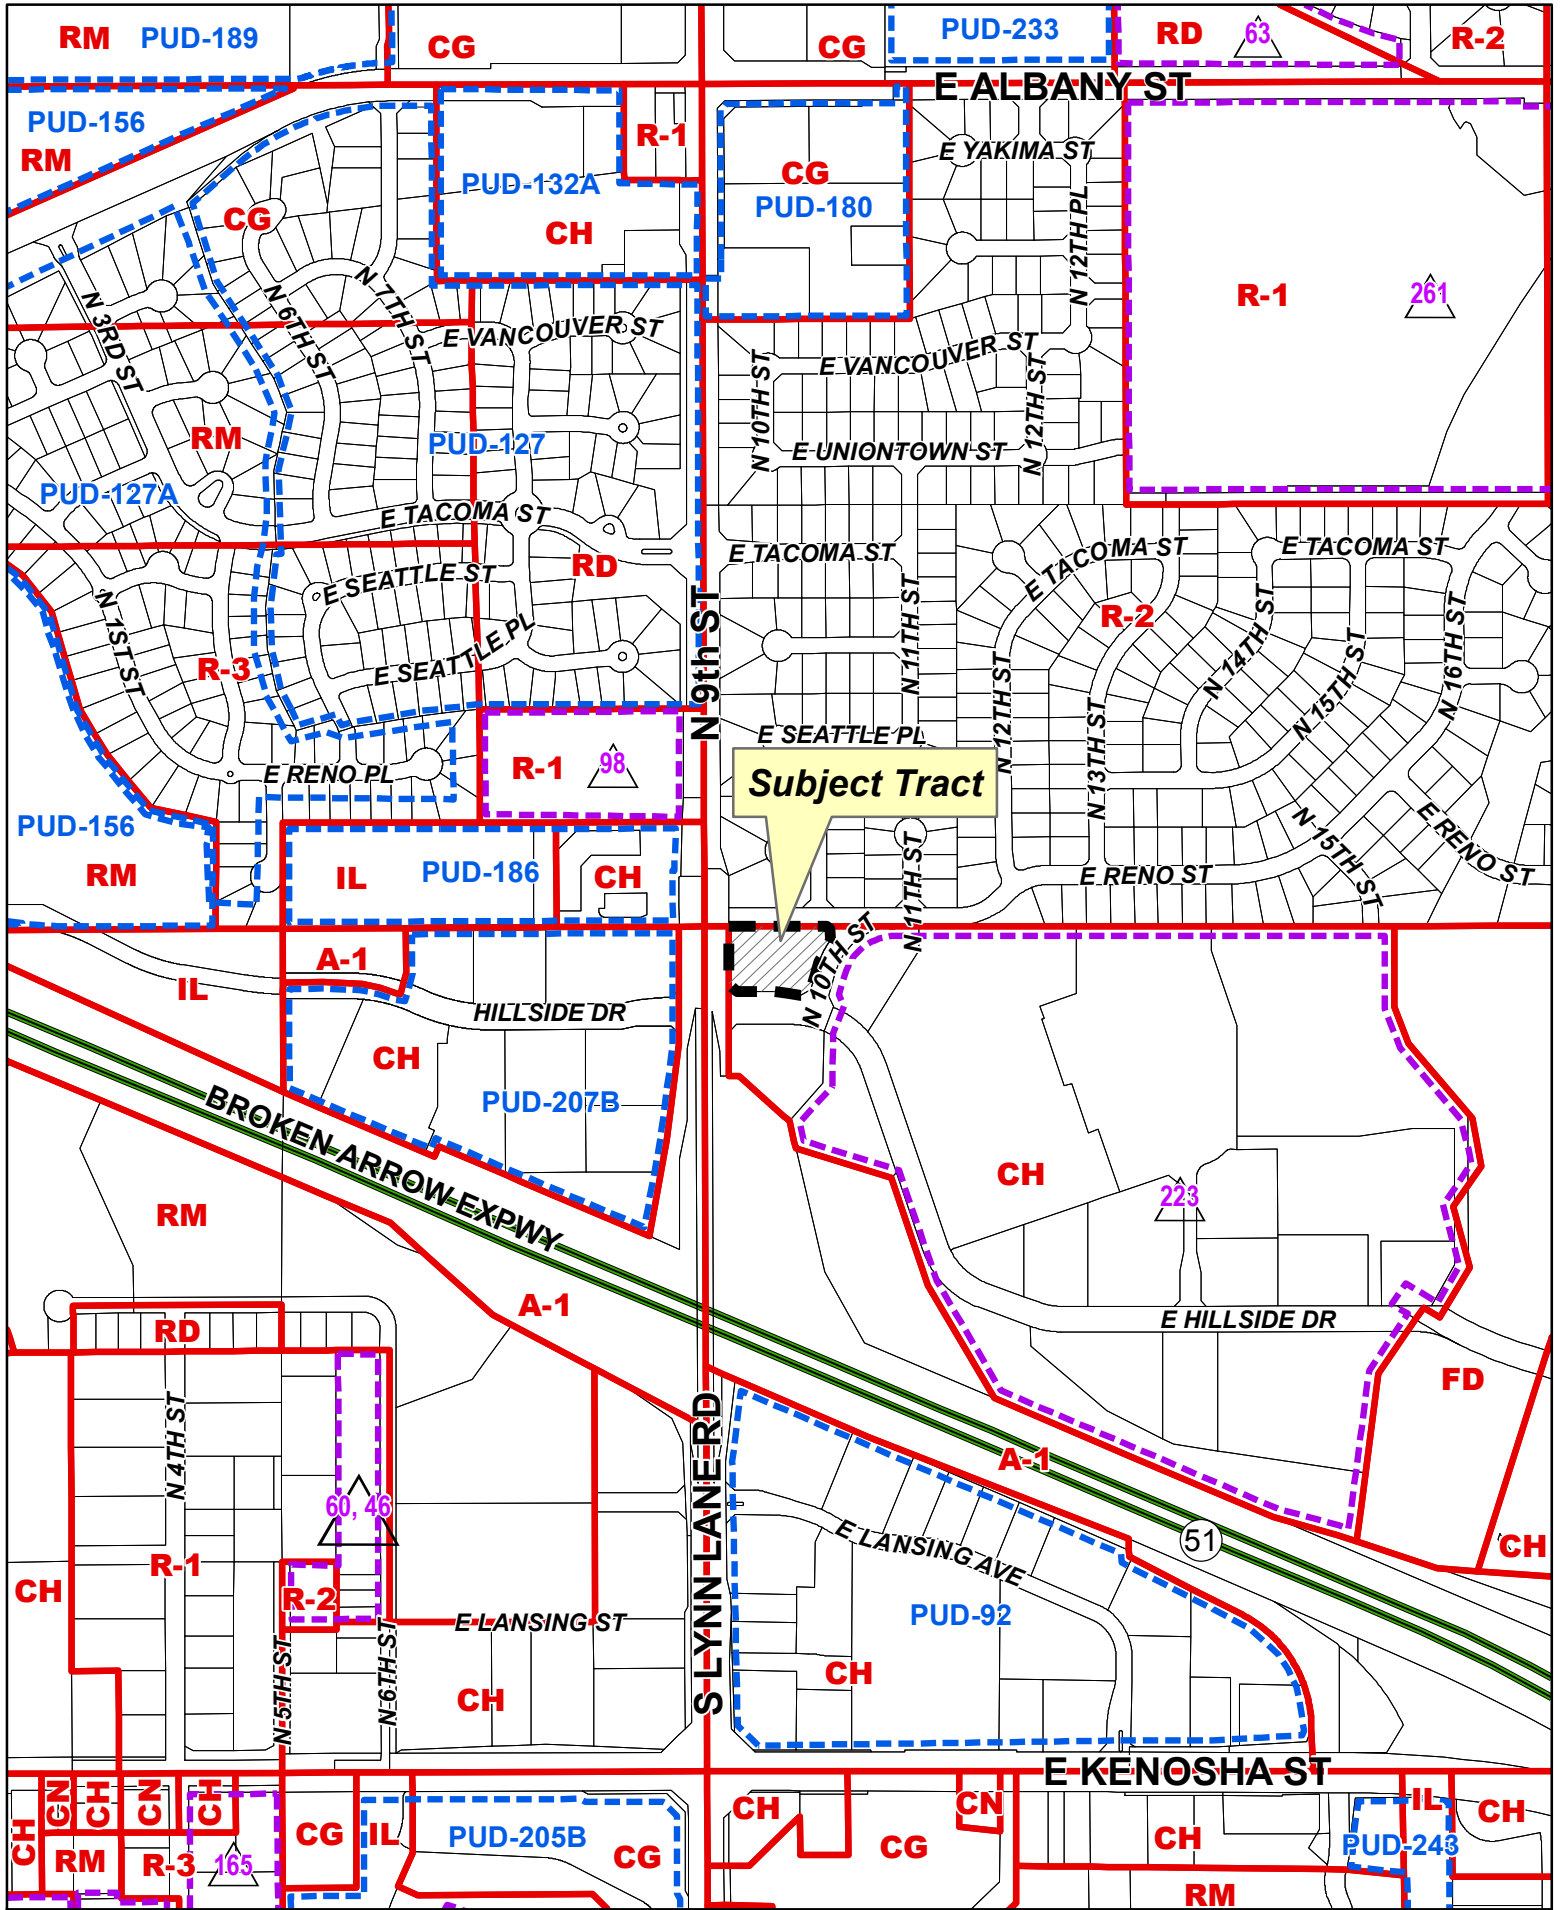 RM PUD-189
CG
CG
PUD-233
RD
63
R-2
E ALBANY ST
PUD-156
RM
R-1
E YAKIMA ST
PUD-132A
CG
PUD-180
CG
CH
N 12TH PL
N 3RD ST
N 6TH ST
N 7TH ST
R-1
261
E VANCOUVER ST
E VANCOUVER ST
N 10TH ST
N 12TH ST
RM
PUD-127
E UNIONTOWN ST
PUD-127A
E TACOMA ST
E TACOMA ST
E TACOMA ST
E TACOMA ST
RD
E SEATTLE ST
N 1ST ST
N 9th ST
N 11TH ST
R-2
N 14TH ST
N 15TH ST
N 16TH ST
R-3
E SEATTLE PL
N 12TH ST
N 13TH ST
E SEATTLE PL
R-1
98
E RENO PL
Subject Tract
PUD-156
RM
IL
PUD-186
CH
N 11TH ST
E RENO ST
N 15TH ST
E RENO ST
A-1
IL
N 10TH ST
HILLSIDE DR
CH
PUD-207B
BROKEN ARROW EXPWY
CH
223
RM
A-1
RD
E HILLSIDE DR
FD
N 4TH ST
S LYNN LANE RD
A-1
60, 46
51
E LANSING AVE
CH
R-1
CH
R-2
E LANSING ST
PUD-92
N 5TH ST
N 6TH ST
CH
CH
E KENOSHA ST
CH
CN
CH
CN
CH
CG
IL
PUD-205B
CG
CH
CG
CN
CH
PUD-243
IL
CH
RM
R-3
165
RM